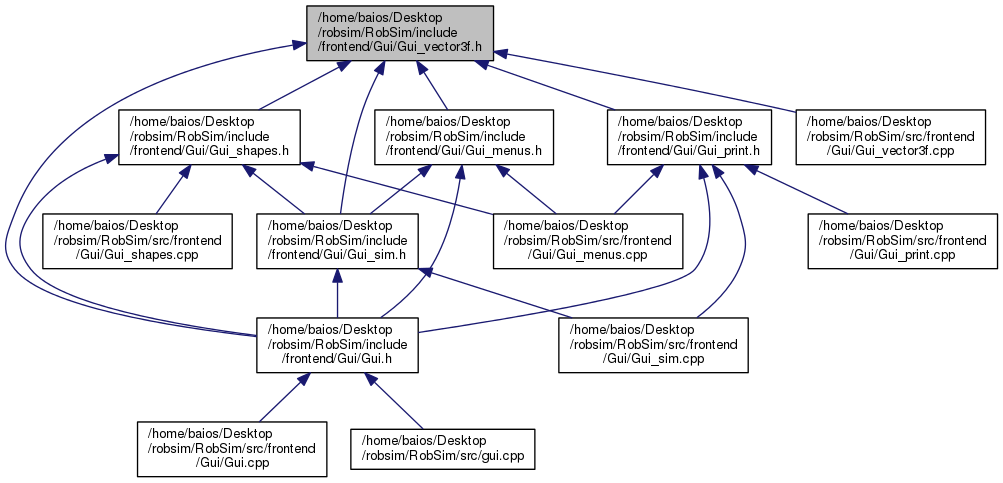 /home/baios/Desktop
/robsim/RobSim/include
/frontend/Gui/Gui_vector3f.h
/home/baios/Desktop
/robsim/RobSim/include
/frontend/Gui/Gui_shapes.h
/home/baios/Desktop
/robsim/RobSim/include
/frontend/Gui/Gui_menus.h
/home/baios/Desktop
/robsim/RobSim/include
/frontend/Gui/Gui_print.h
/home/baios/Desktop
/robsim/RobSim/src/frontend
/Gui/Gui_vector3f.cpp
/home/baios/Desktop
/robsim/RobSim/src/frontend
/Gui/Gui_shapes.cpp
/home/baios/Desktop
/robsim/RobSim/include
/frontend/Gui/Gui_sim.h
/home/baios/Desktop
/robsim/RobSim/src/frontend
/Gui/Gui_menus.cpp
/home/baios/Desktop
/robsim/RobSim/src/frontend
/Gui/Gui_print.cpp
/home/baios/Desktop
/robsim/RobSim/include
/frontend/Gui/Gui.h
/home/baios/Desktop
/robsim/RobSim/src/frontend
/Gui/Gui_sim.cpp
/home/baios/Desktop
/robsim/RobSim/src/frontend
/Gui/Gui.cpp
/home/baios/Desktop
/robsim/RobSim/src/gui.cpp